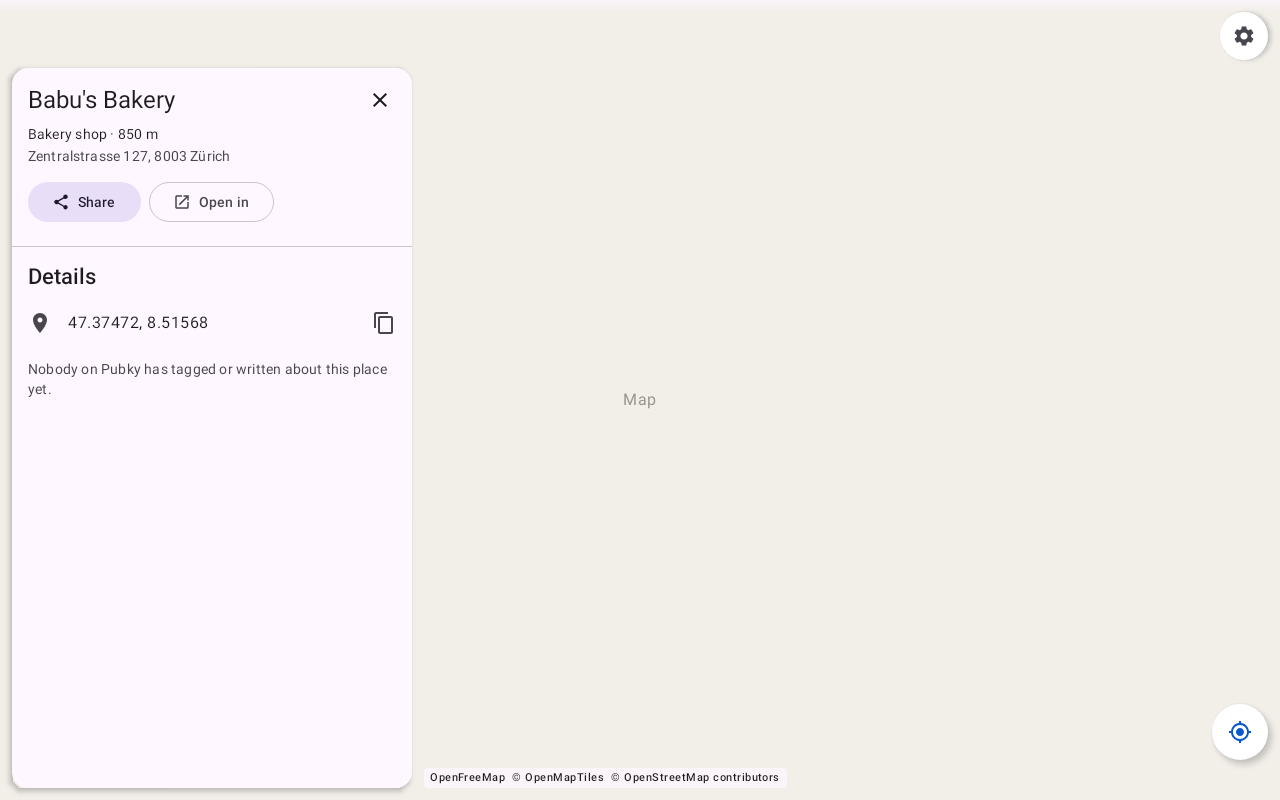 Babu's Bakery
Bakery shop · 850 m
Zentralstrasse 127, 8003 Zürich
Share
Open in
Details
47.37472, 8.51568
Nobody on Pubky has tagged or written about this place
yet.
Map
OpenFreeMap © OpenMapTiles © OpenStreetMap contributors